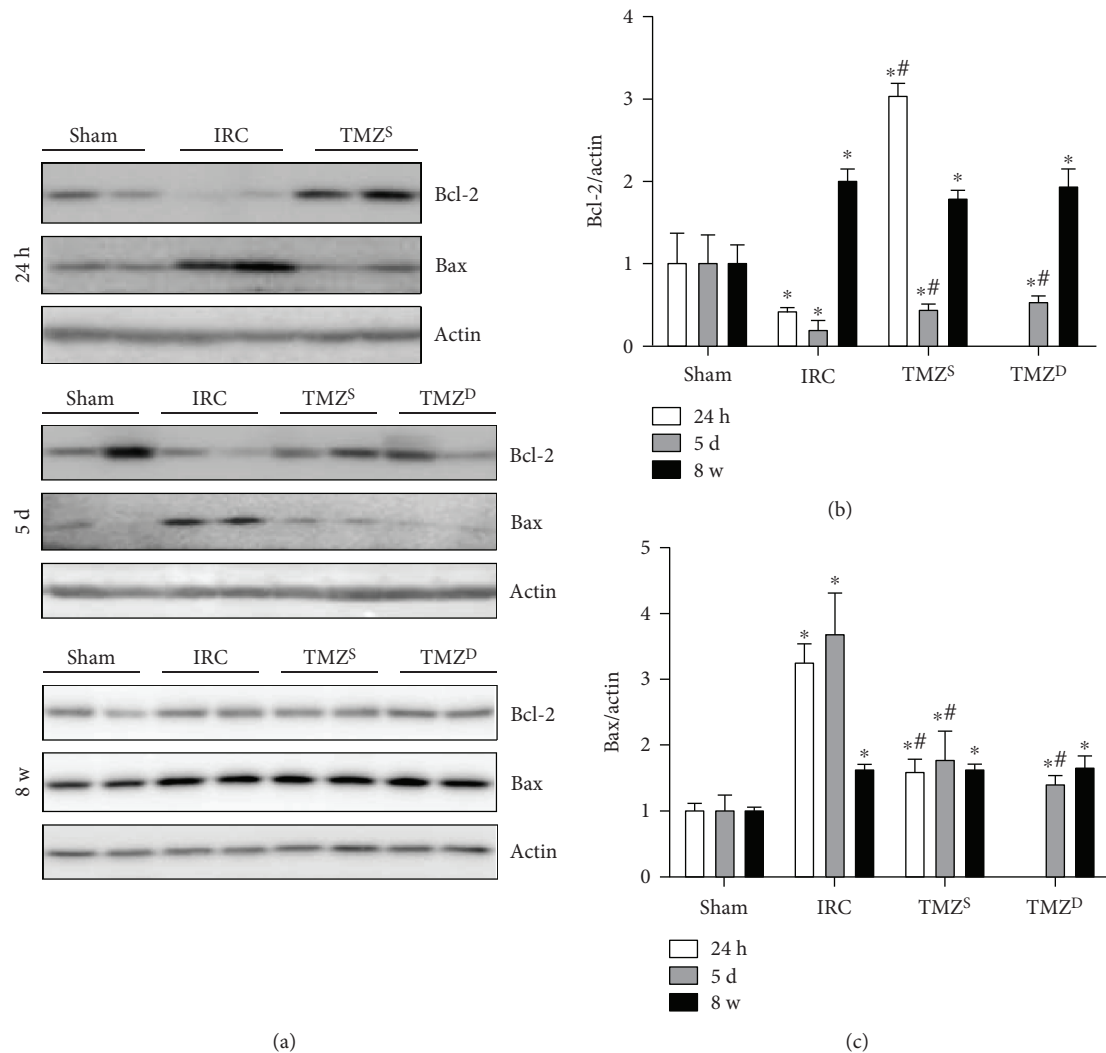 Sham IRC TMZS
Bcl-2
24 h
Bax
Actin
Sham IRC TMZS TMZD
Bcl-2
5 d
Bax
Actin
Sham IRC TMZS TMZD
Bcl-2
8 w
Bax
Actin
(a)
4
3
2
1
0
Bcl-2/actin
* * *
*# *# *
*# *
Sham IRC TMZS TMZD
24 h
5 d
8 w
(b)
5
4
3
2
1
0
Bax/actin
* * *
*# *# *
*# *
Sham IRC TMZS TMZD
24 h
5 d
8 w
(c)